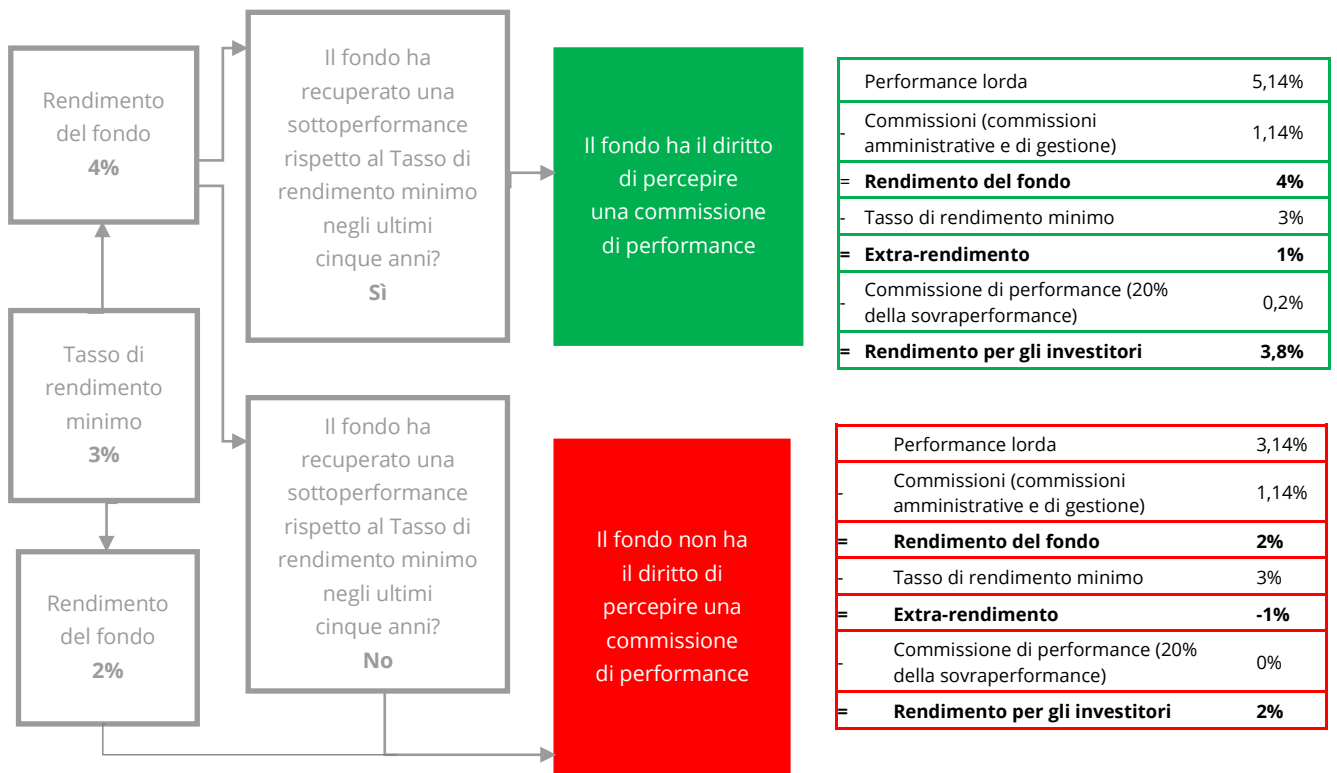 Rendimento
del fondo
4%
Tasso di
rendimento
minimo
3%
Rendimento
del fondo
2%
Il fondo ha
recuperato una
sottoperformance
rispetto al Tasso di
rendimento minimo
negli ultimi
cinque anni?
Sì
Il fondo ha
recuperato una
sottoperformance
rispetto al Tasso di
rendimento minimo
negli ultimi
cinque anni?
No
Il fondo ha il diritto
di percepire
una commissione
di performance
Il fondo non ha
il diritto di
percepire una
commissione
di performance
Performance lorda 5,14%
- Commissioni (commissioni
amministrative e di gestione) 1,14%
= Rendimento del fondo 4%
- Tasso di rendimento minimo 3%
= Extra-rendimento 1%
- Commissione di performance (20%
della sovraperformance) 0,2%
= Rendimento per gli investitori 3,8%
Performance lorda 3,14%
- Commissioni (commissioni
amministrative e di gestione) 1,14%
= Rendimento del fondo 2%
- Tasso di rendimento minimo 3%
= Extra-rendimento -1%
- Commissione di performance (20%
della sovraperformance) 0%
= Rendimento per gli investitori 2%